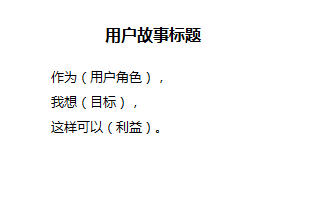 用户故事标题
作为（用户角色），
我想（目标），
这样可以（利益）。